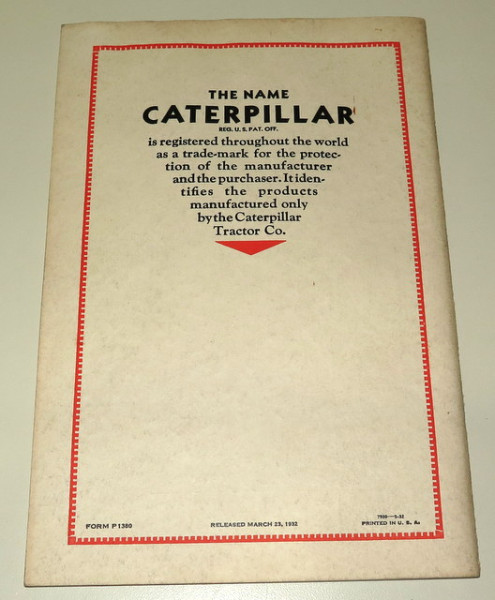 THE NAME
CATERPILLAR
REG. U. S. PAT. OFF.
is registered throughout the world
as a trade-mark for the protec-
tion of the manufacturer
and the purchaser. It iden-
tifies the products
manufactured only
by the Caterpillar
Tractor Co.
FORM P1380
RELEASED MARCH 23, 1932
PRINTED IN U. S. A.